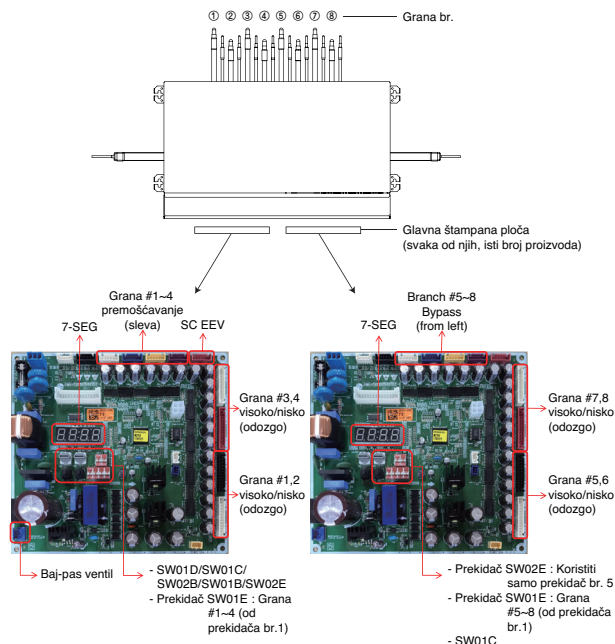 ① ② ③ ④ ⑤ ⑥ ⑦ ⑧
Grana br.
Glavna štampana ploča
(svaka od njih, isti broj proizvoda)
Grana #1~4
premošćavanje
(sleva)
7-SEG
SC EEV
Grana #3,4
visoko/nisko
(odozgo)
Grana #1,2
visoko/nisko
(odozgo)
Baj-pas ventil
- SW01D/SW01C/
SW02B/SW01B/SW02E
- Prekidač SW01E : Grana
#1~4 (od
prekidača br.1)
Branch #5~8
Bypass
(from left)
7-SEG
Grana #7,8
visoko/nisko
(odozgo)
Grana #5,6
visoko/nisko
(odozgo)
- Prekidač SW02E : Koristiti
samo prekidač br. 5
- Prekidač SW01E : Grana
#5~8 (od prekidača
br.1)
- SW01C